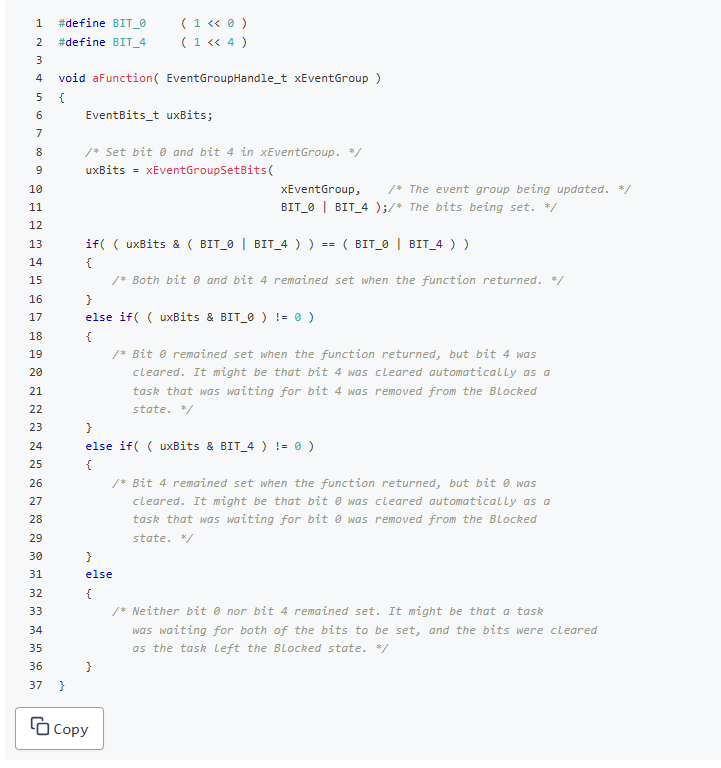 1 #define BIT_0     ( 1 << 0 )
2 #define BIT_4     ( 1 << 4 )
3
4 void aFunction( EventGroupHandle_t xEventGroup )
5 {
6     EventBits_t uxBits;
7
8     /* Set bit 0 and bit 4 in xEventGroup. */
9     uxBits = xEventGroupSetBits(
10                                 xEventGroup,    /* The event group being updated. */
11                                 BIT_0 | BIT_4 );/* The bits being set. */
12
13     if( ( uxBits & ( BIT_0 | BIT_4 ) ) == ( BIT_0 | BIT_4 ) )
14     {
15         /* Both bit 0 and bit 4 remained set when the function returned. */
16     }
17     else if( ( uxBits & BIT_0 ) != 0 )
18     {
19         /* Bit 0 remained set when the function returned, but bit 4 was
20            cleared. It might be that bit 4 was cleared automatically as a
21            task that was waiting for bit 4 was removed from the Blocked
22            state. */
23     }
24     else if( ( uxBits & BIT_4 ) != 0 )
25     {
26         /* Bit 4 remained set when the function returned, but bit 0 was
27            cleared. It might be that bit 0 was cleared automatically as a
28            task that was waiting for bit 0 was removed from the Blocked
29            state. */
30     }
31     else
32     {
33         /* Neither bit 0 nor bit 4 remained set. It might be that a task
34            was waiting for both of the bits to be set, and the bits were cleared
35            as the task left the Blocked state. */
36     }
37 }
Copy